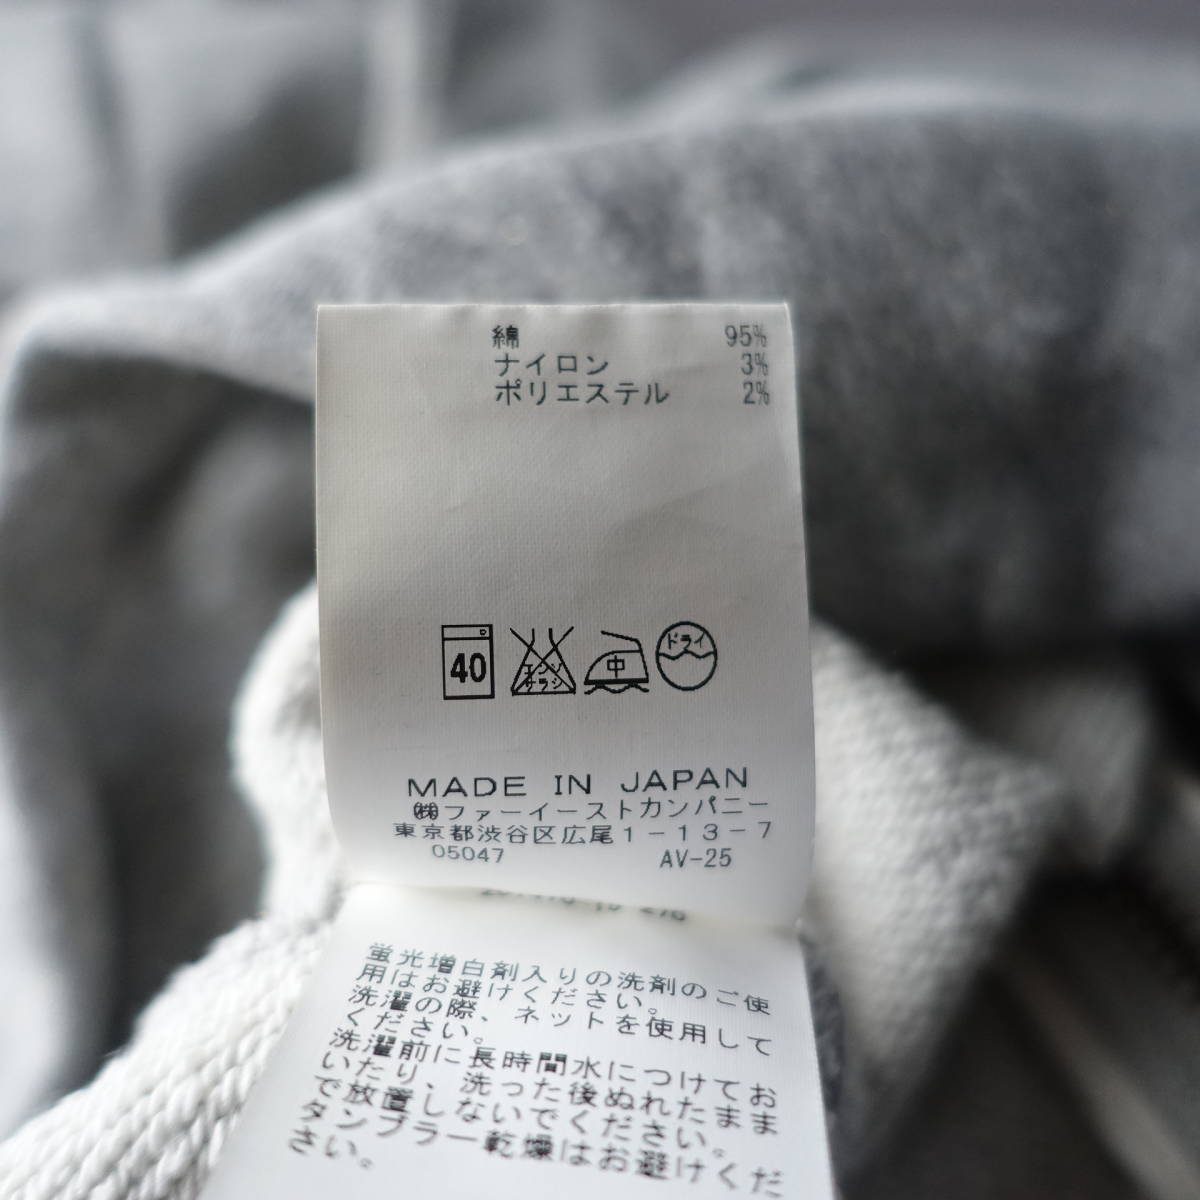 綿 95%
ナイロン 3%
ポリエステル 2%
40 エンソサラシ 中 ドライ
MADE IN JAPAN
㈱ファーイーストカンパニー
東京都渋谷区広尾1-13-7
05047 AV-25
蛍光増白剤入りの洗剤のご使
用はお避けください。
洗濯の際、ネットを使用して
ください。
洗濯前に長時間水につけてお
いたり、洗った後ぬれたまま
で放置しないでください。
タンブラー乾燥はお避けくだ
さい。